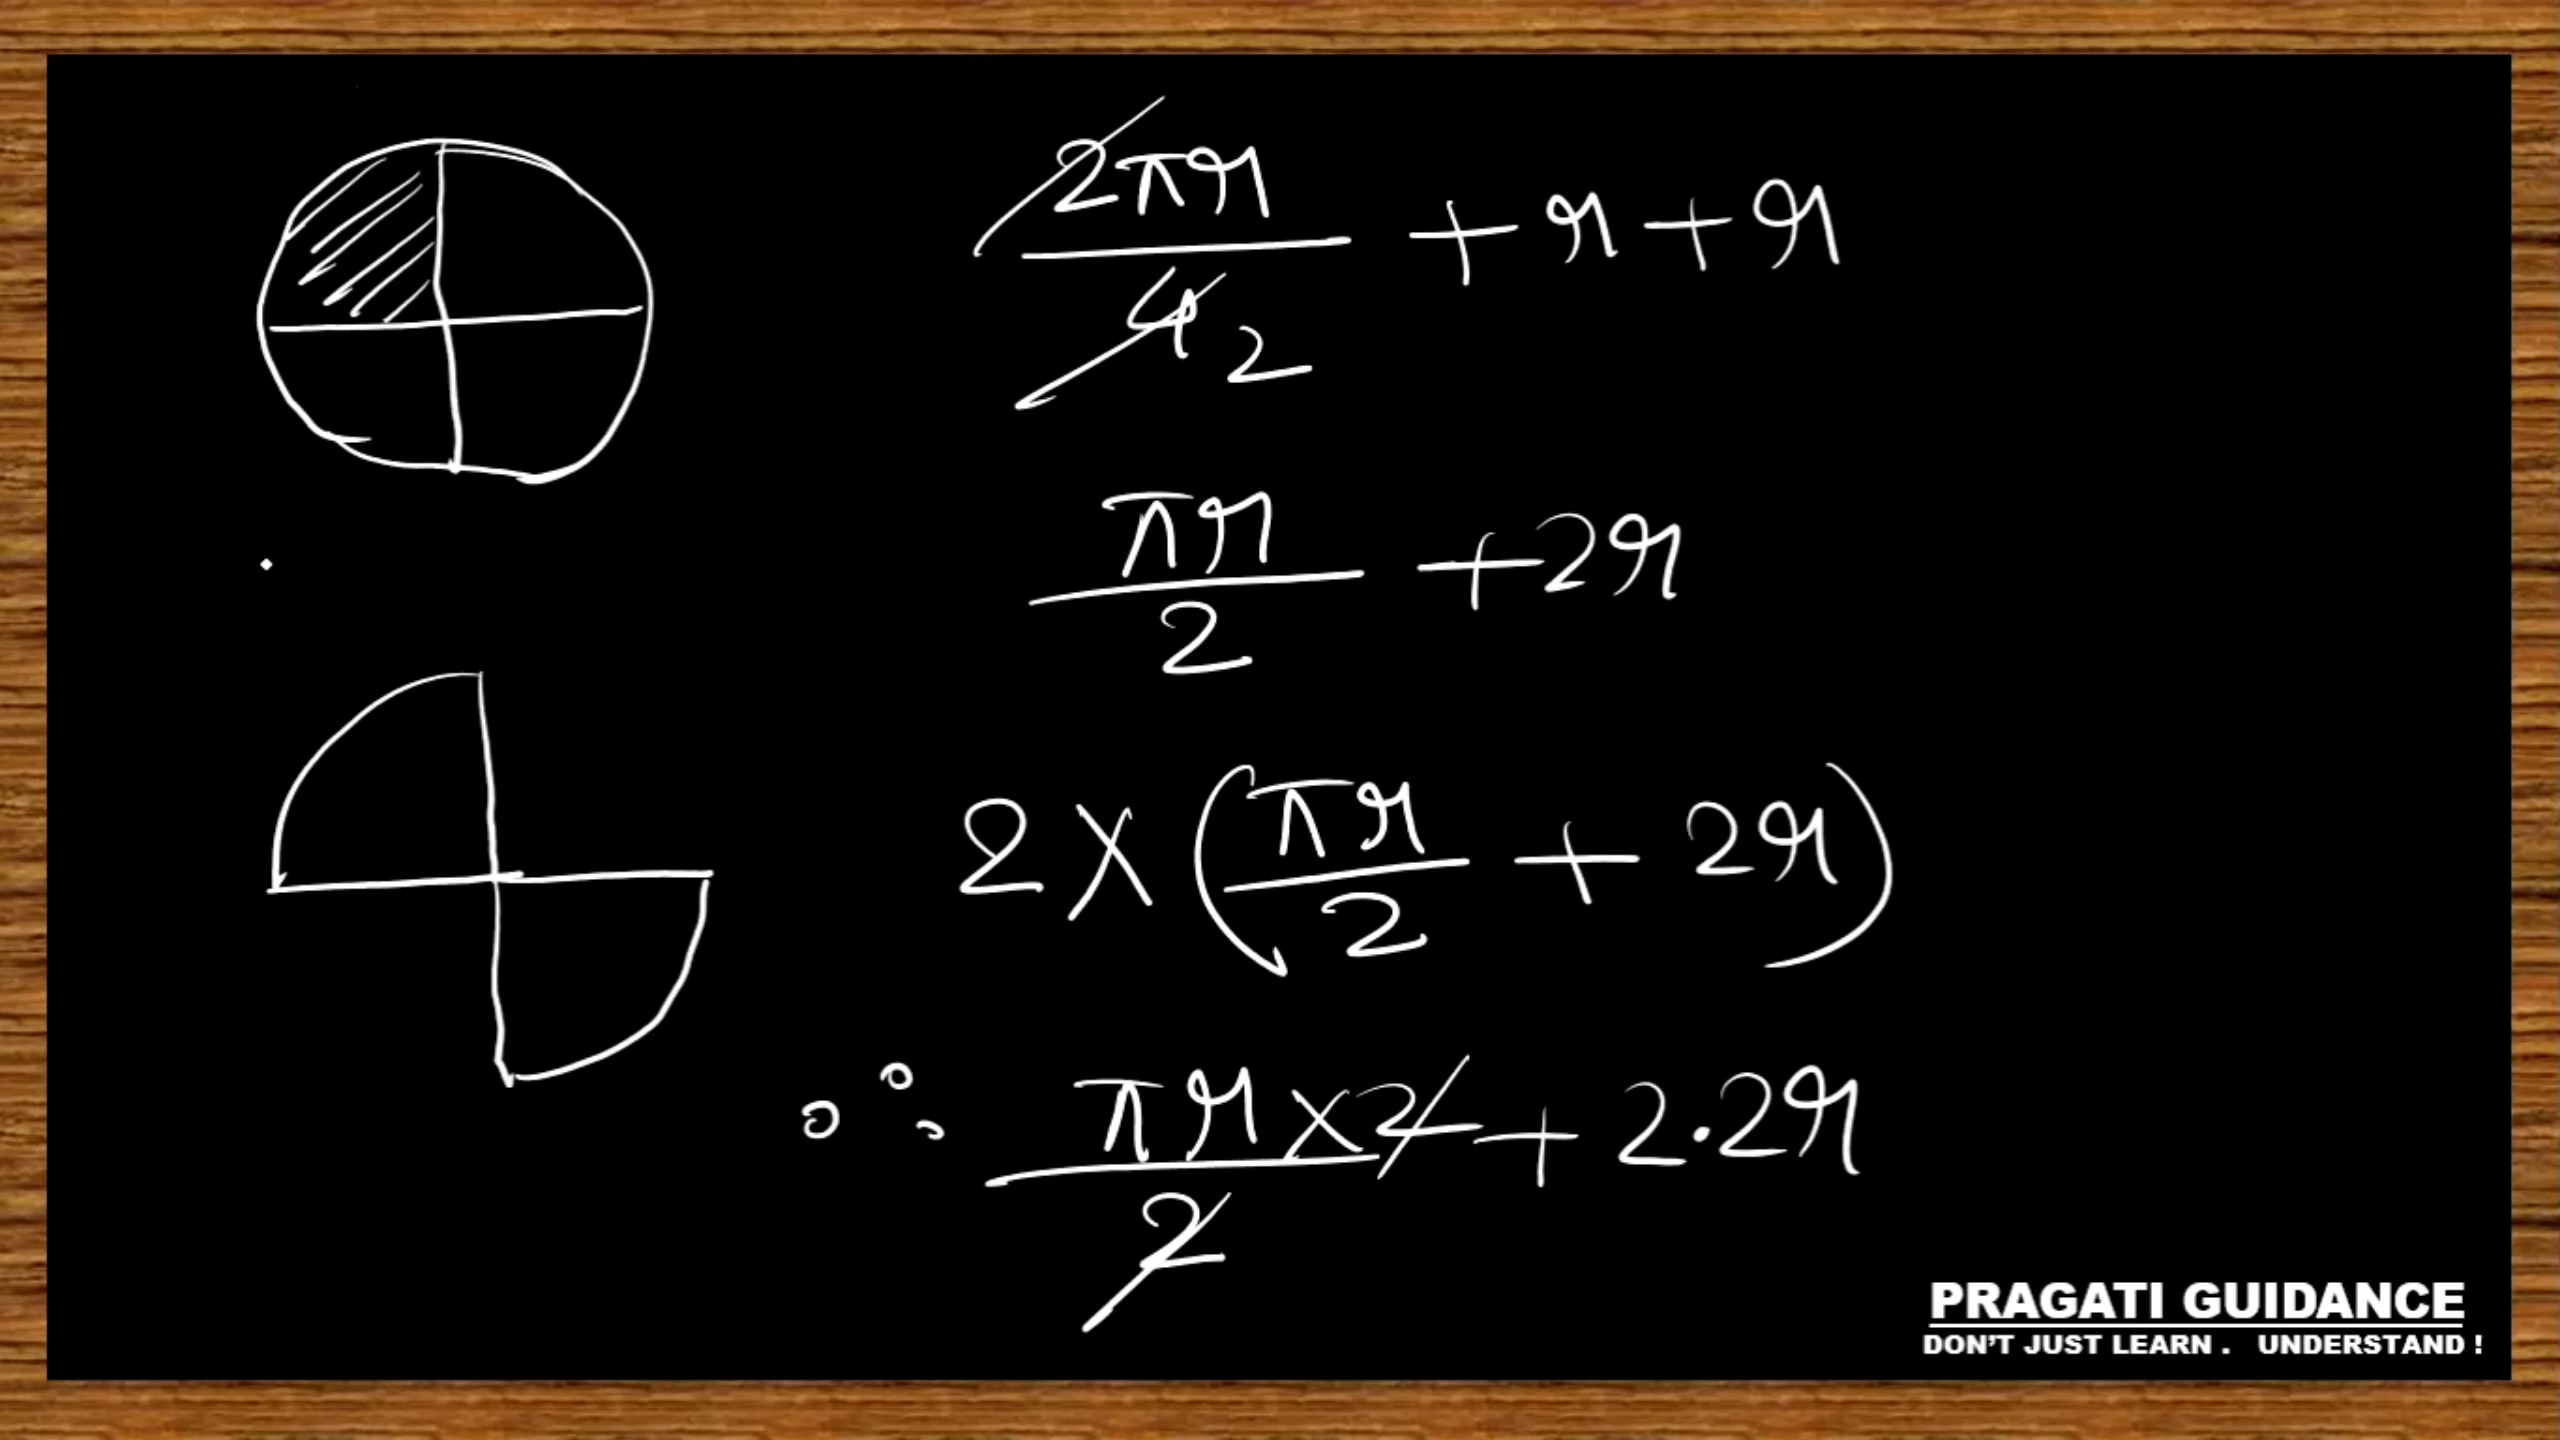 2πr/4 2 + r + r
πr/2 + 2r
2 × (πr/2 + 2r)
∴ πr×2/2 + 2·2r
PRAGATI GUIDANCE
DON'T JUST LEARN . UNDERSTAND !